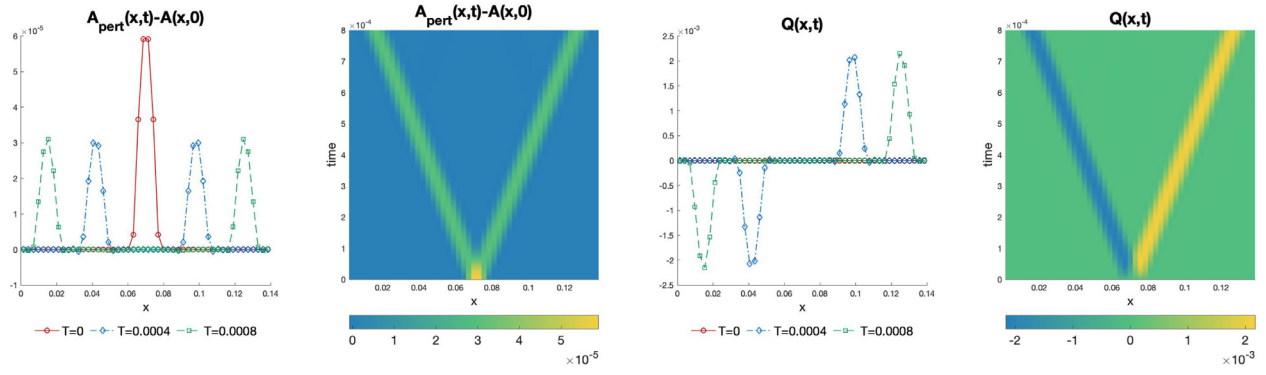 A_pert(x,t)-A(x,0)
×10^-5
6
5
4
3
2
1
0
-1
0 0.02 0.04 0.06 0.08 0.1 0.12 0.14
x
T=0 T=0.0004 T=0.0008
A_pert(x,t)-A(x,0)
×10^-4
8
7
6
5
4
3
2
1
0
time
0.02 0.04 0.06 0.08 0.1 0.12
x
0 1 2 3 4 5
×10^-5
Q(x,t)
×10^-3
2.5
2
1.5
1
0.5
0
-0.5
-1
-1.5
-2
-2.5
0 0.02 0.04 0.06 0.08 0.1 0.12 0.14
x
T=0 T=0.0004 T=0.0008
Q(x,t)
×10^-4
8
7
6
5
4
3
2
1
0
time
0.02 0.04 0.06 0.08 0.1 0.12
x
-2 -1 0 1 2
×10^-3